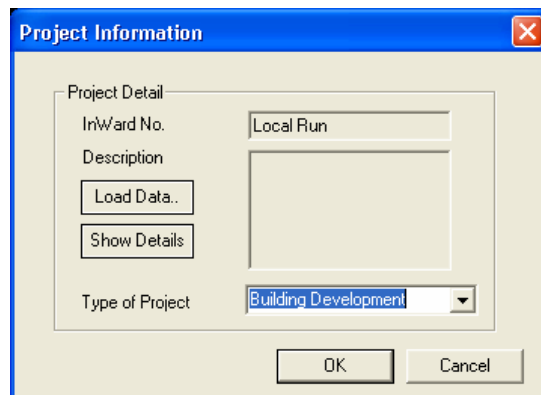 Project Information
Project Detail
InWard No.
Local Run
Description
Load Data..
Show Details
Type of Project
Building Development
OK
Cancel